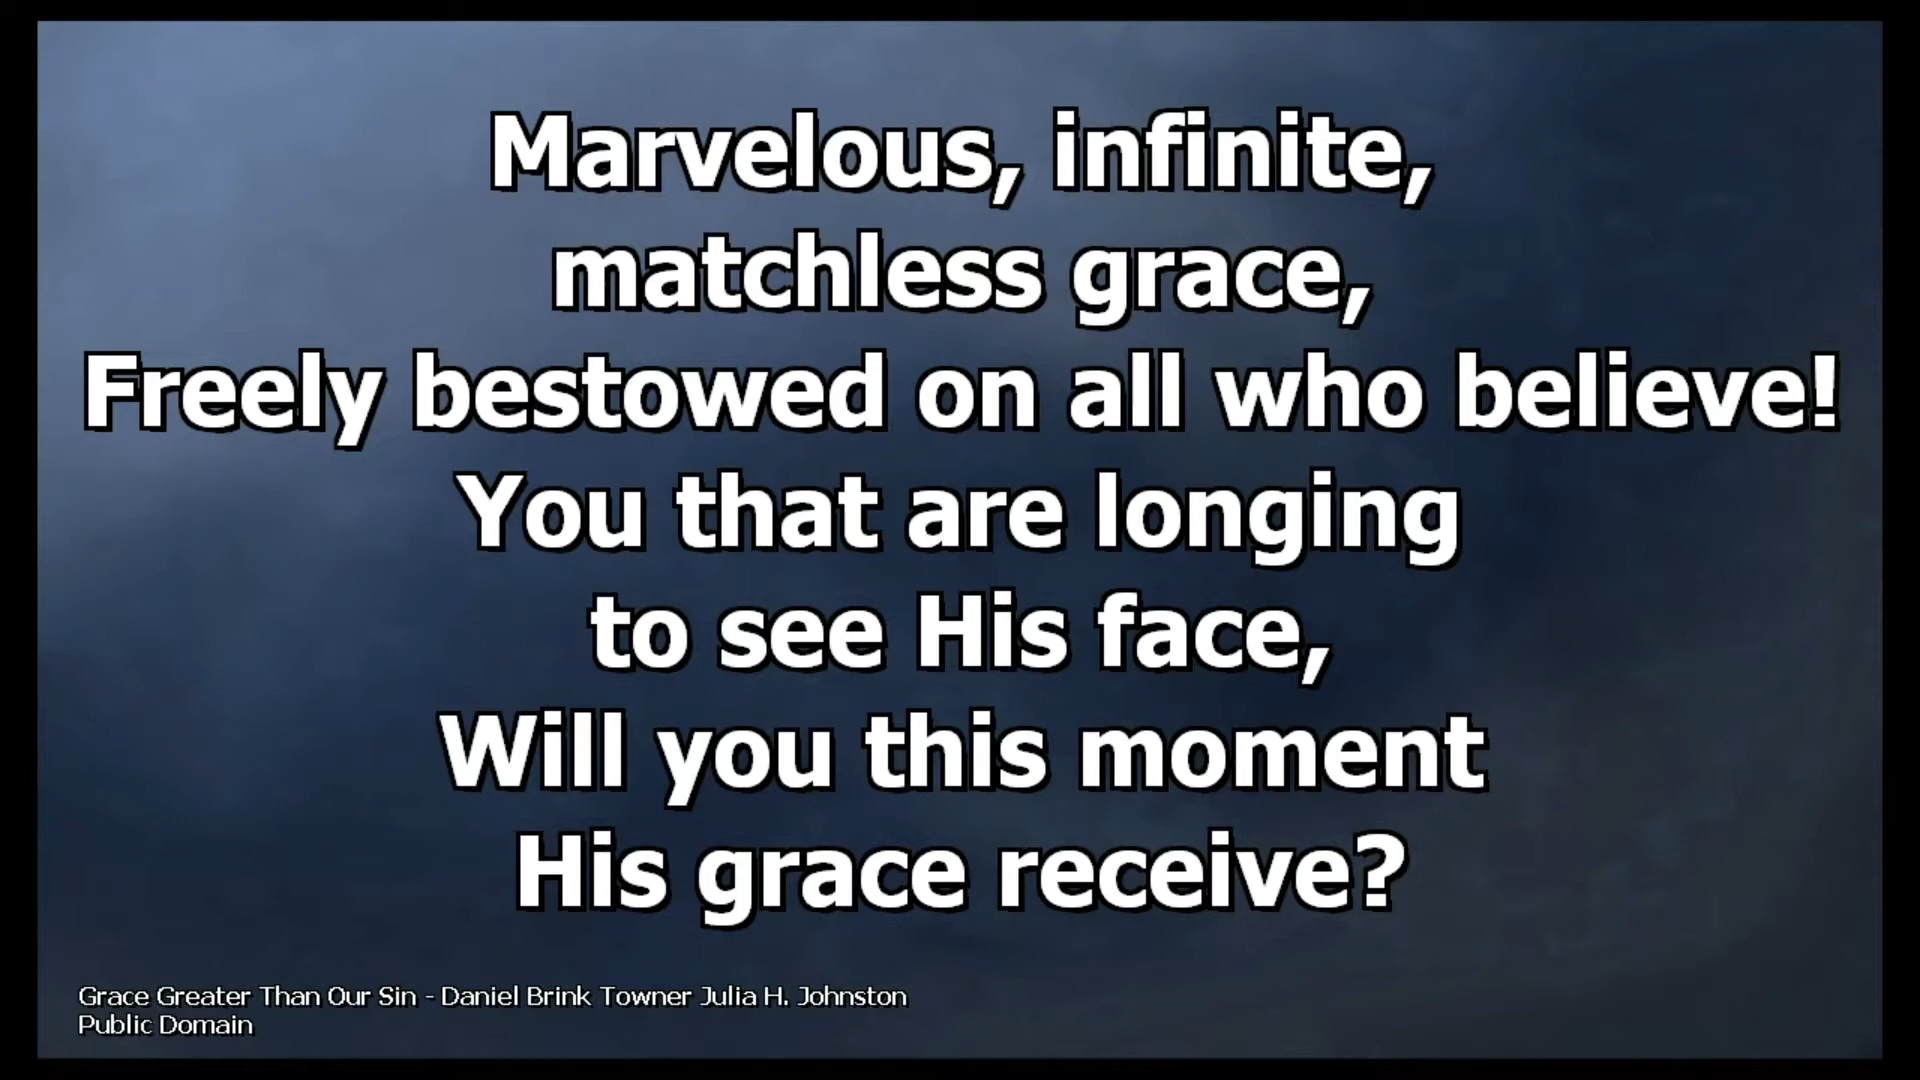 Marvelous, infinite,
matchless grace,
Freely bestowed on all who believe!
You that are longing
to see His face,
Will you this moment
His grace receive?
Grace Greater Than Our Sin - Daniel Brink Towner Julia H. Johnston
Public Domain